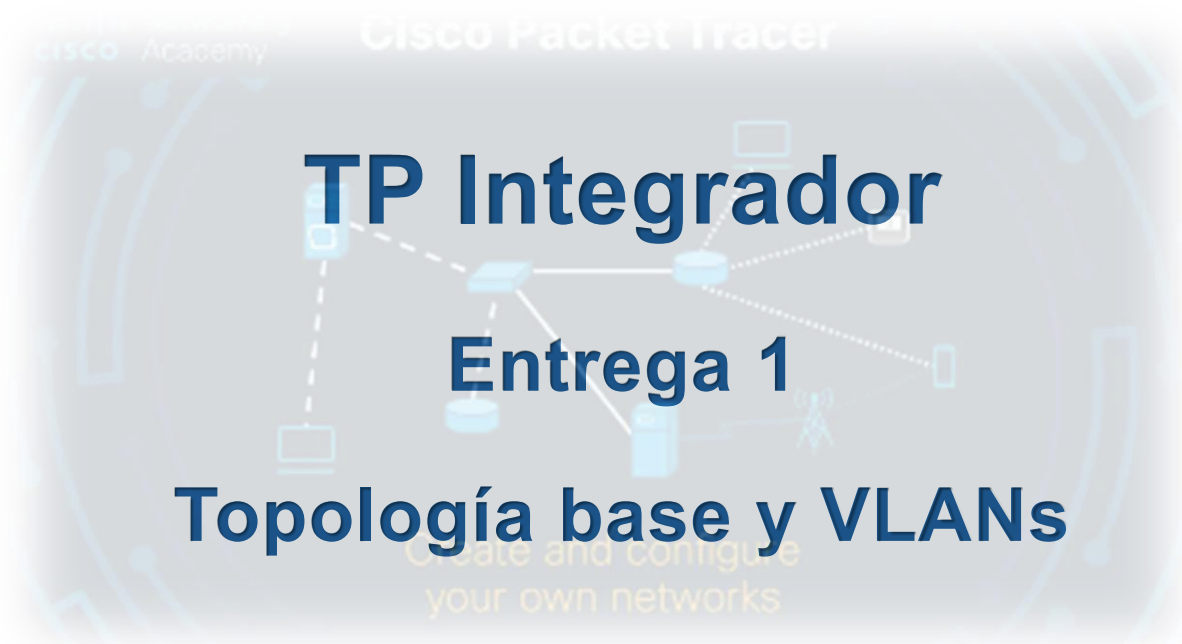 CISCO Academy
Cisco Packet Tracer
TP Integrador
Entrega 1
Topología base y VLANs
Create and configure
your own networks